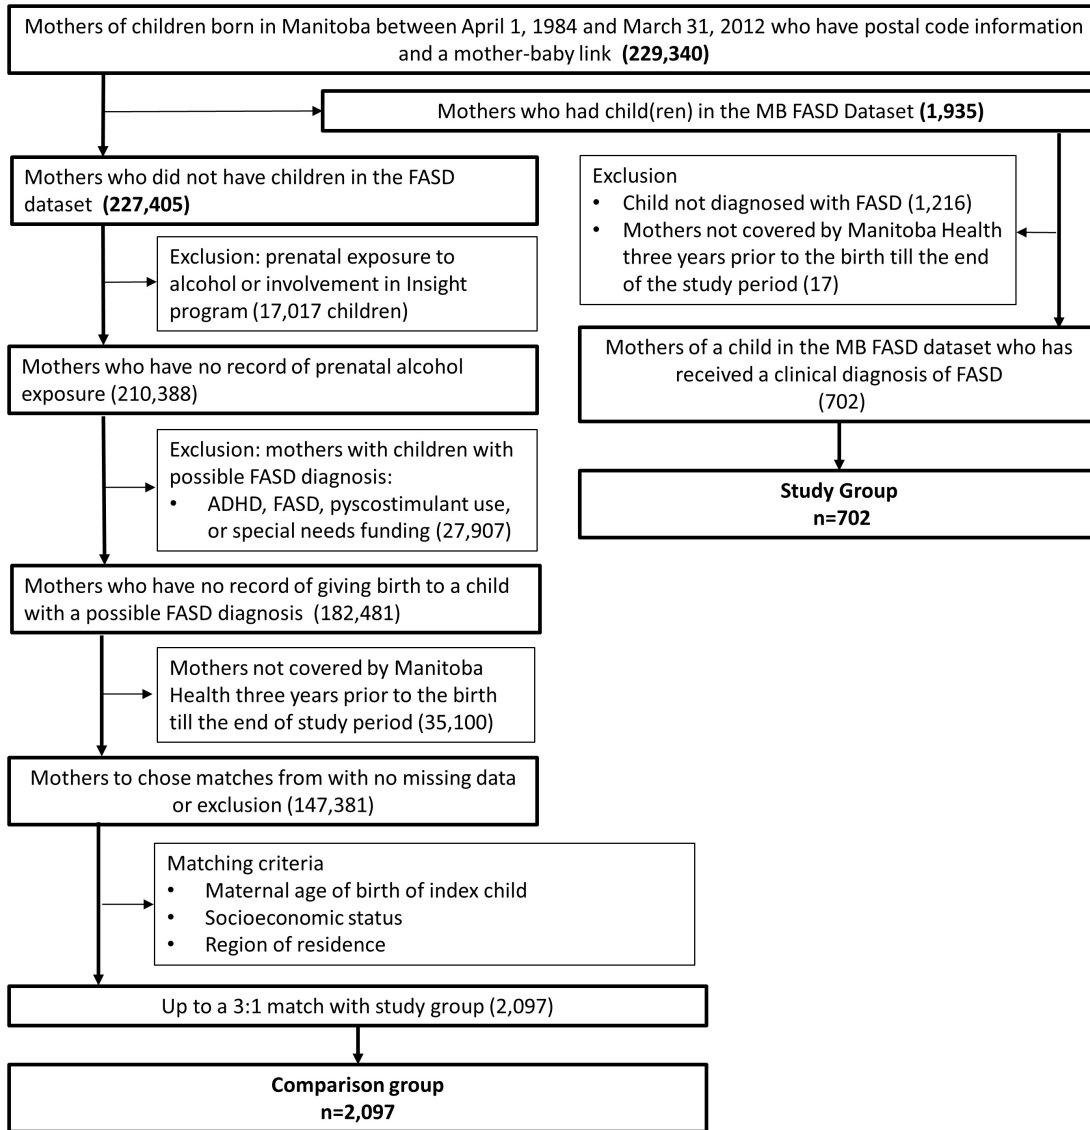 Mothers of children born in Manitoba between April 1, 1984 and March 31, 2012 who have postal code information
and a mother-baby link (229,340)
Mothers who had child(ren) in the MB FASD Dataset (1,935)
Mothers who did not have children in the FASD
dataset (227,405)
Exclusion
• Child not diagnosed with FASD (1,216)
• Mothers not covered by Manitoba Health
three years prior to the birth till the end
of the study period (17)
Exclusion: prenatal exposure to
alcohol or involvement in Insight
program (17,017 children)
Mothers of a child in the MB FASD dataset who has
received a clinical diagnosis of FASD
(702)
Mothers who have no record of prenatal alcohol
exposure (210,388)
Exclusion: mothers with children with
possible FASD diagnosis:
• ADHD, FASD, pyscostimulant use,
or special needs funding (27,907)
Study Group
n=702
Mothers who have no record of giving birth to a child
with a possible FASD diagnosis (182,481)
Mothers not covered by Manitoba
Health three years prior to the birth
till the end of study period (35,100)
Mothers to chose matches from with no missing data
or exclusion (147,381)
Matching criteria
• Maternal age of birth of index child
• Socioeconomic status
• Region of residence
Up to a 3:1 match with study group (2,097)
Comparison group
n=2,097